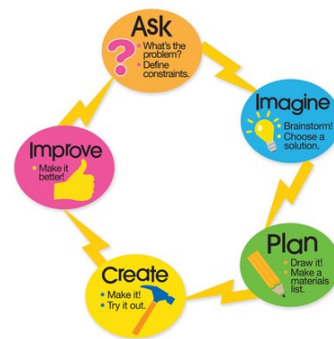 Ask
• What's the
problem?
• Define
constraints.
Imagine
• Brainstorm!
• Choose a
solution.
Plan
• Draw it!
• Make a
materials
list.
Create
• Make it!
• Try it out.
Improve
• Make it
better!